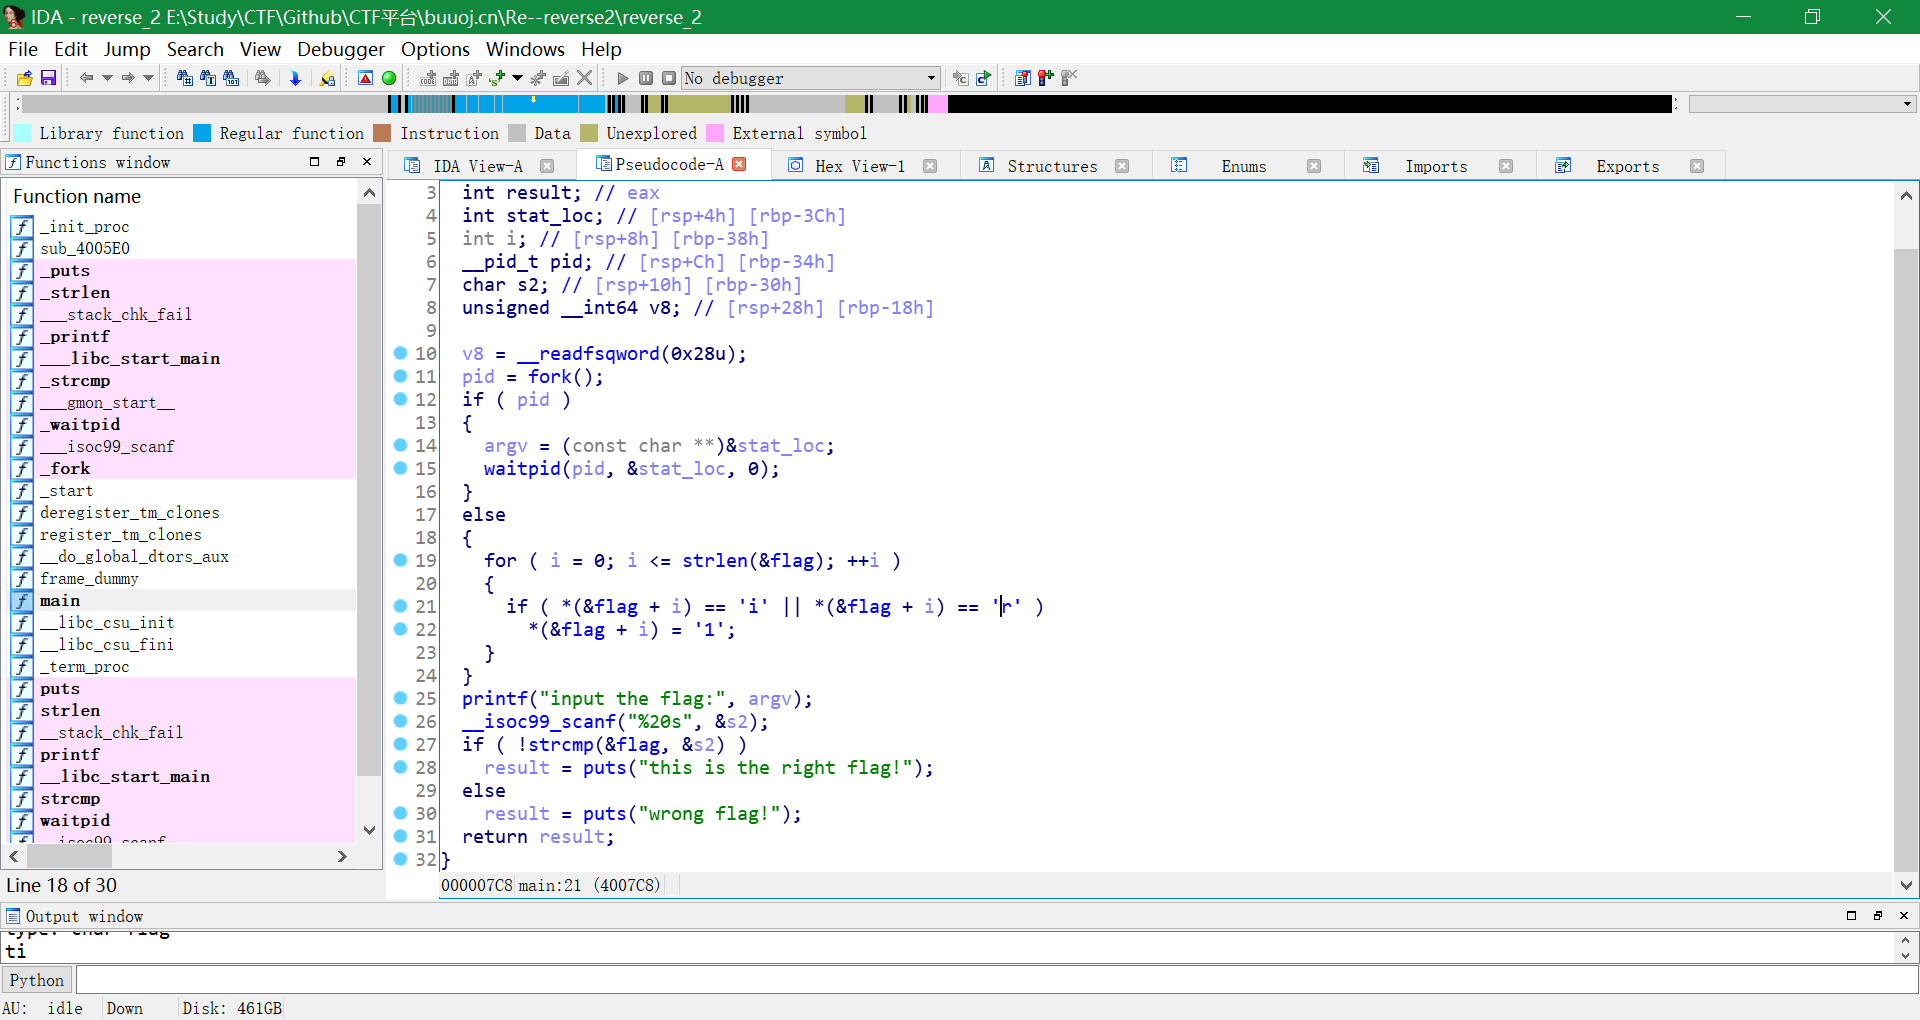 IDA - reverse_2 E:\Study\CTF\Github\CTF平台\buuoj.cn\Re--reverse2\reverse_2
File Edit Jump Search View Debugger Options Windows Help
No debugger
Library function Regular function Instruction Data Unexplored External symbol
Functions window
Function name
_init_proc
sub_4005E0
_puts
_strlen
___stack_chk_fail
_printf
___libc_start_main
_strcmp
___gmon_start__
_waitpid
___isoc99_scanf
_fork
_start
deregister_tm_clones
register_tm_clones
__do_global_dtors_aux
frame_dummy
main
__libc_csu_init
__libc_csu_fini
_term_proc
puts
strlen
__stack_chk_fail
printf
__libc_start_main
strcmp
waitpid
__isoc99_scanf
Line 18 of 30
IDA View-A Pseudocode-A Hex View-1 Structures Enums Imports Exports
3 int result; // eax
4 int stat_loc; // [rsp+4h] [rbp-3Ch]
5 int i; // [rsp+8h] [rbp-38h]
6 __pid_t pid; // [rsp+Ch] [rbp-34h]
7 char s2; // [rsp+10h] [rbp-30h]
8 unsigned __int64 v8; // [rsp+28h] [rbp-18h]
9
10 v8 = __readfsqword(0x28u);
11 pid = fork();
12 if ( pid )
13 {
14 argv = (const char **)&stat_loc;
15 waitpid(pid, &stat_loc, 0);
16 }
17 else
18 {
19 for ( i = 0; i <= strlen(&flag); ++i )
20 {
21 if ( *(&flag + i) == 'i' || *(&flag + i) == 'r' )
22 *(&flag + i) = '1';
23 }
24 }
25 printf("input the flag:", argv);
26 __isoc99_scanf("%20s", &s2);
27 if ( !strcmp(&flag, &s2) )
28 result = puts("this is the right flag!");
29 else
30 result = puts("wrong flag!");
31 return result;
32 }
000007C8 main:21 (4007C8)
Output window
type: char flag
ti
Python
AU: idle Down Disk: 461GB